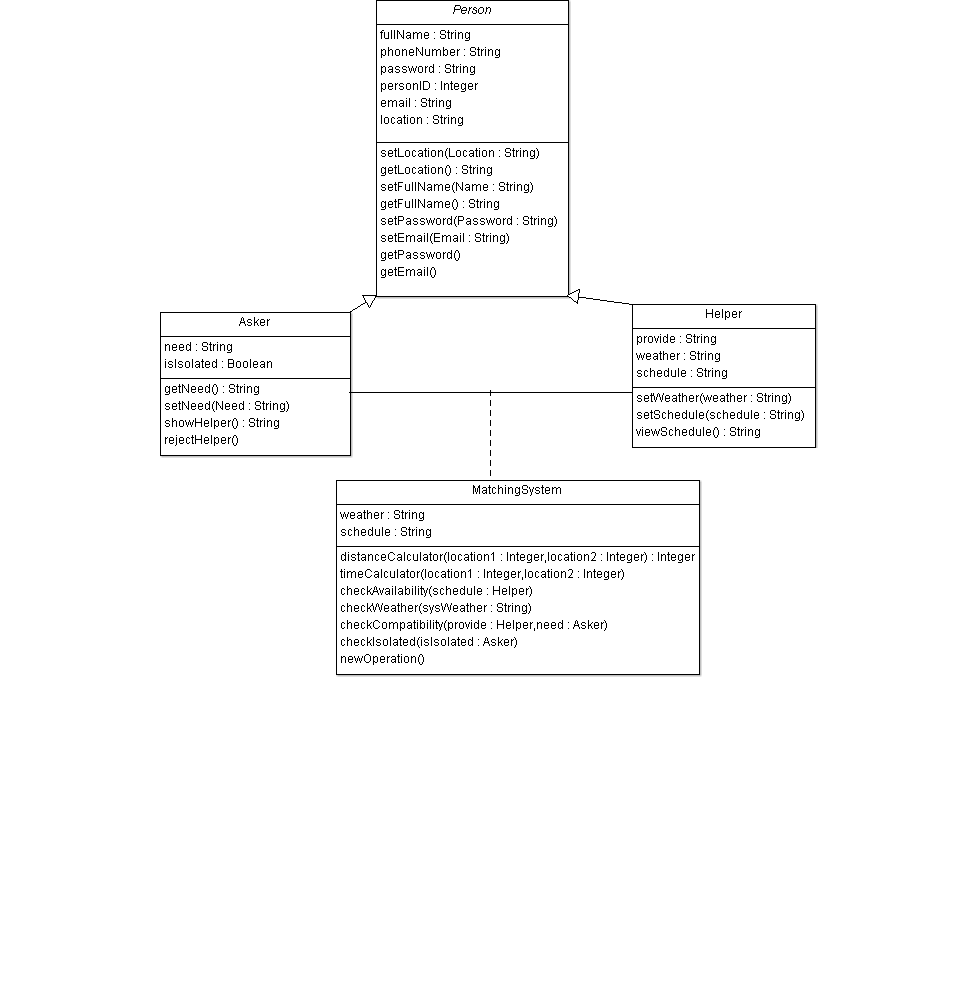 Person
fullName : String
phoneNumber : String
password : String
personID : Integer
email : String
location : String
setLocation(Location : String)
getLocation() : String
setFullName(Name : String)
getFullName() : String
setPassword(Password : String)
setEmail(Email : String)
getPassword()
getEmail()
Asker
need : String
isIsolated : Boolean
getNeed() : String
setNeed(Need : String)
showHelper() : String
rejectHelper()
Helper
provide : String
weather : String
schedule : String
setWeather(weather : String)
setSchedule(schedule : String)
viewSchedule() : String
MatchingSystem
weather : String
schedule : String
distanceCalculator(location1 : Integer,location2 : Integer) : Integer
timeCalculator(location1 : Integer,location2 : Integer)
checkAvailability(schedule : Helper)
checkWeather(sysWeather : String)
checkCompatibility(provide : Helper,need : Asker)
checkIsolated(isIsolated : Asker)
newOperation()